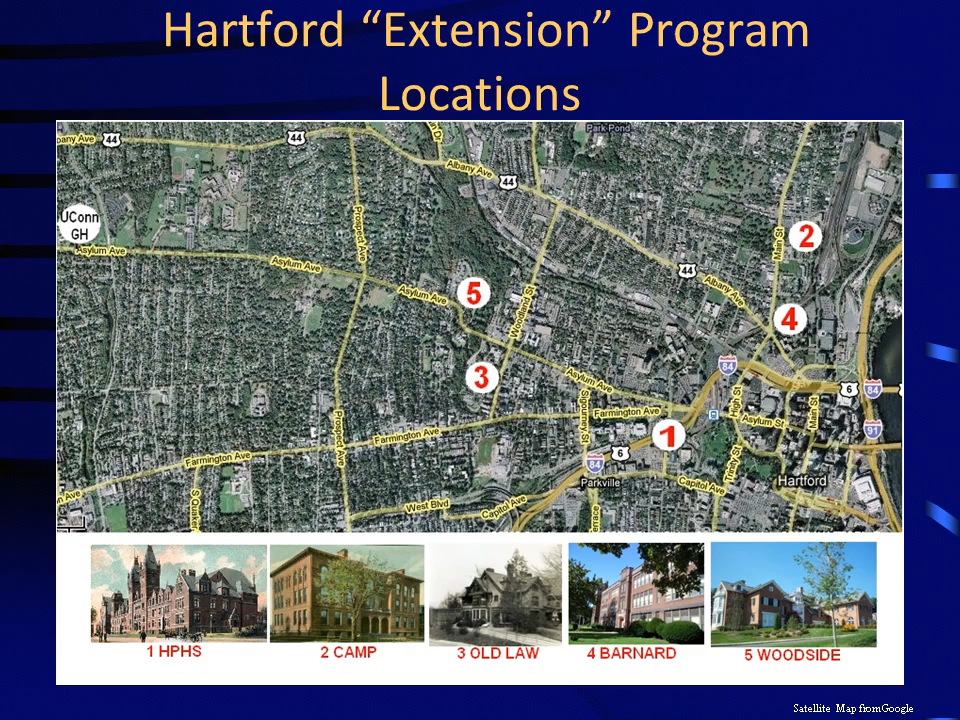 Hartford “Extension” Program
Locations
pany Ave
44
44
Park Pond
Albany Ave
44
UConn
GH
Prospect Ave
Main St
2
Asylum Ave
Asylum Ave
Asylum Ave
5
Woodland St
44
Albany Ave
4
3
Asylum Ave
84
6
84
High St
Main St
Sigourney St
Farmington Ave
Asylum St
91
Prospect Ave
Farmington Ave
1
6
Trinity St
Farmington Ave
84
Parkville
Capitol Ave
Hartford
West Blvd
Capitol Ave
1 HPHS
2 CAMP
3 OLD LAW
4 BARNARD
5 WOODSIDE
Satellite Map fromGoogle